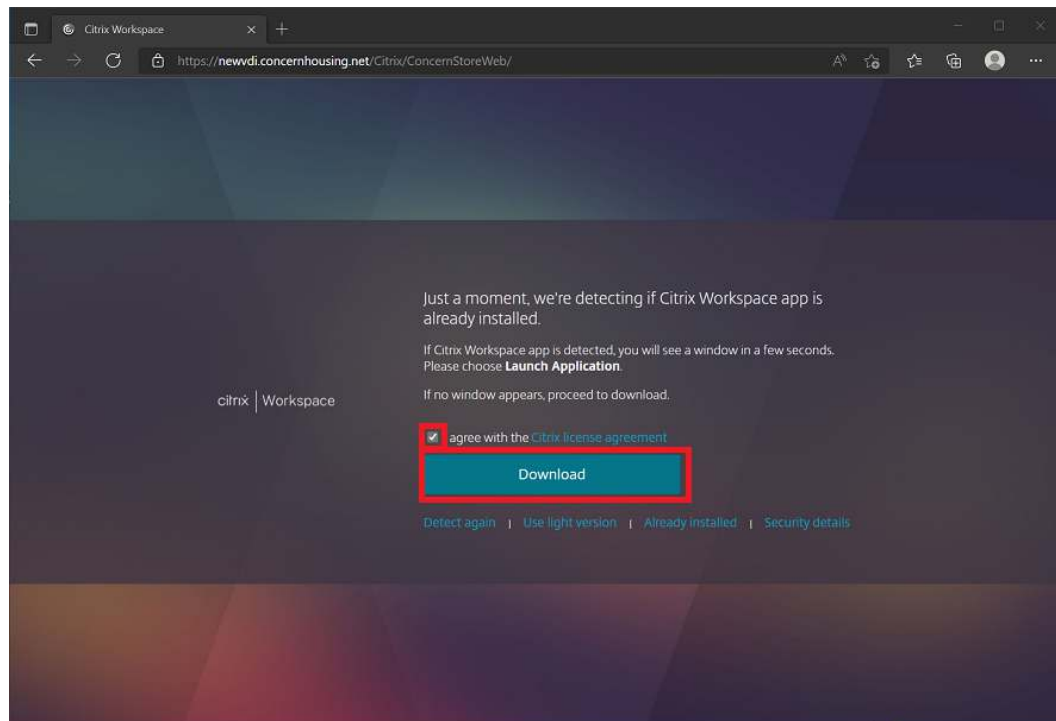 Citrix Workspace
https://newvdi.concernhousing.net/Citrix/ConcernStoreWeb/
Just a moment, we're detecting if Citrix Workspace app is
already installed.
If Citrix Workspace app is detected, you will see a window in a few seconds.
Please choose Launch Application.
If no window appears, proceed to download.
citrix | Workspace
agree with the Citrix license agreement
Download
Detect again | Use light version | Already installed | Security details